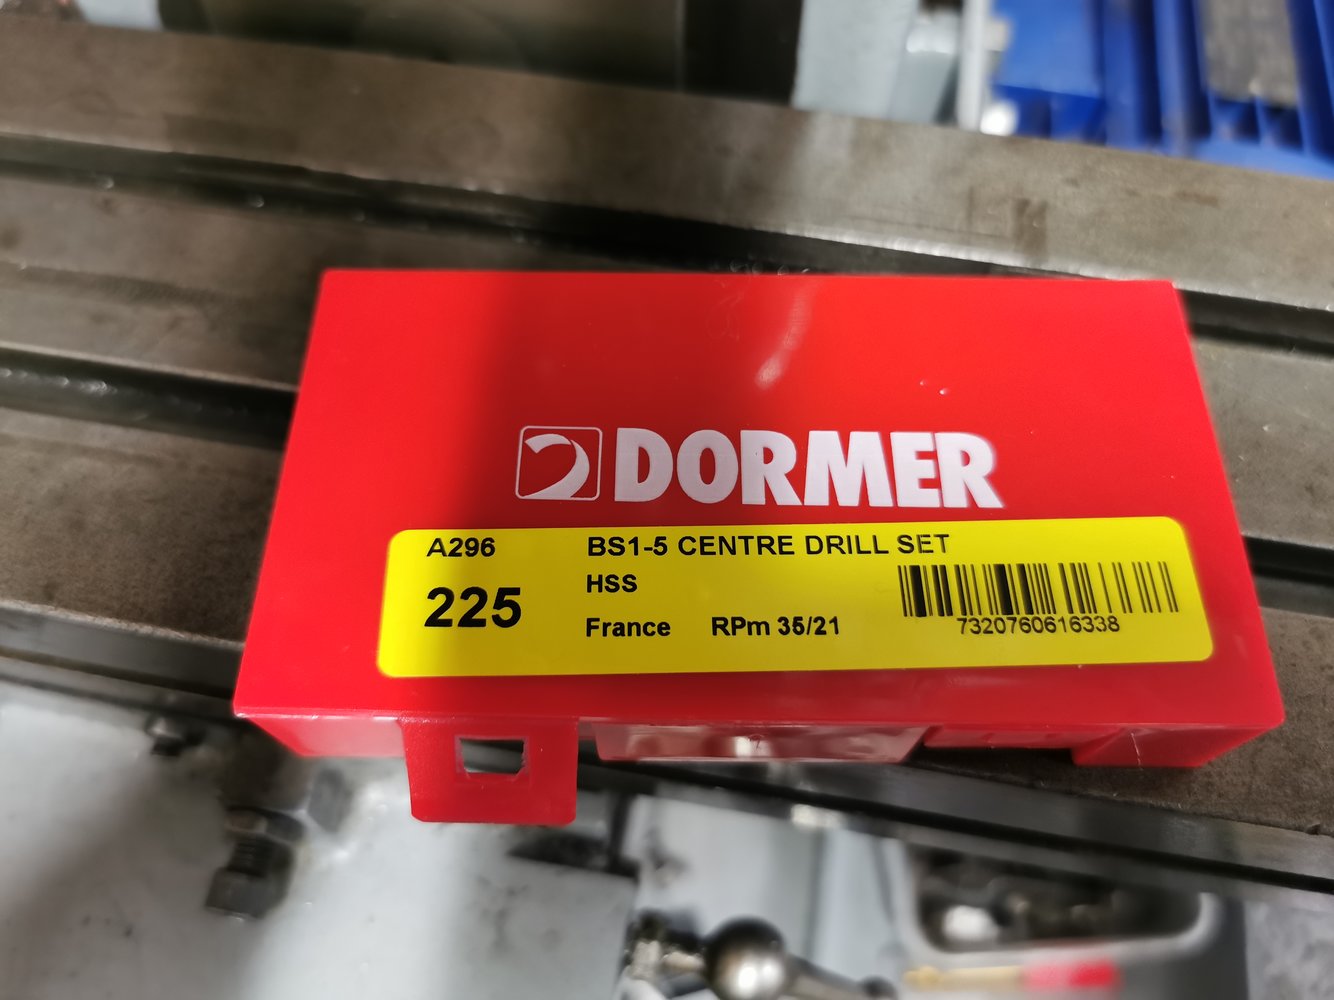 DORMER
A296 BS1-5 CENTRE DRILL SET
225 HSS
France RPm 35/21
7320760616338